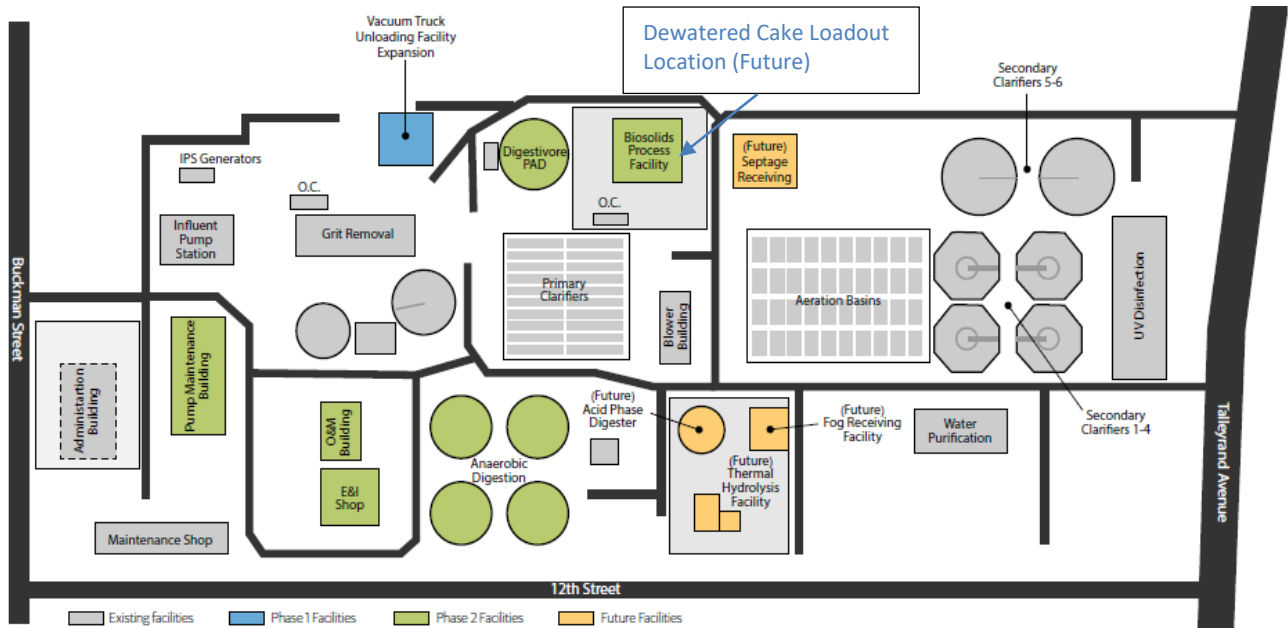 Vacuum Truck
Unloading Facility
Expansion
Dewatered Cake Loadout
Location (Future)
Secondary
Clarifiers 5-6
IPS Generators
O.C.
Digestivore
PAD
Biosolids
Process
Facility
(Future)
Septage
Receiving
O.C.
Influent
Pump
Station
Grit Removal
Primary
Clarifiers
Blower
Building
Aeration Basins
UV Disinfection
Buckman Street
Administartion
Building
Pump Maintenance
Building
O&M
Building
E&I
Shop
Anaerobic
Digestion
(Future)
Acid Phase
Digester
(Future)
Fog Receiving
Facility
(Future)
Thermal
Hydrolysis
Facility
Water
Purification
Secondary
Clarifiers 1-4
Talleyrand Avenue
Maintenance Shop
12th Street
Existing facilities
Phase 1 Facilities
Phase 2 Facilities
Future Facilities